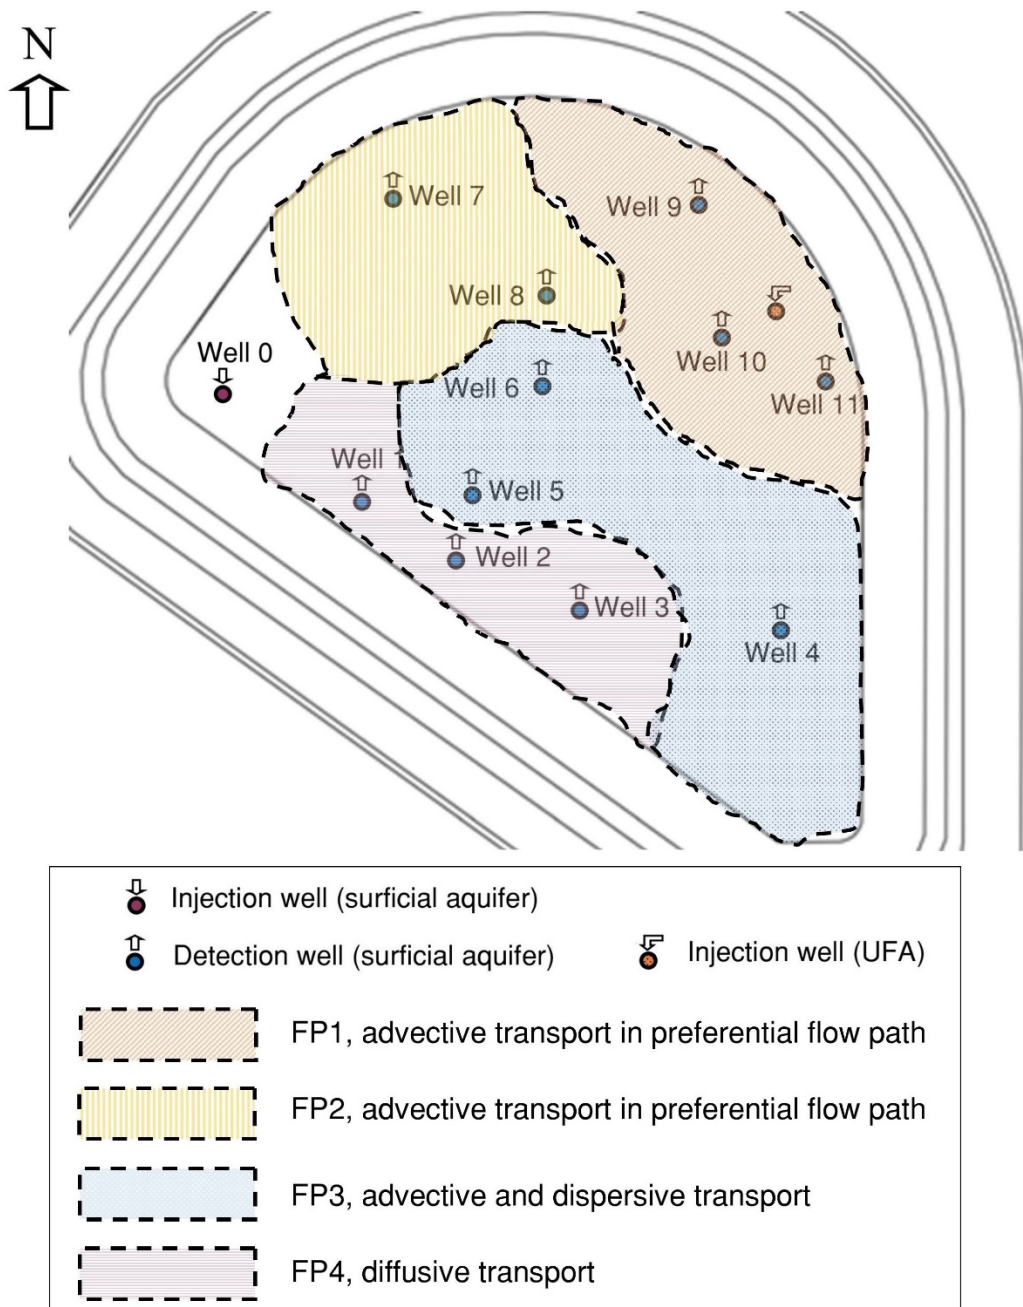 N
Well 7
Well 9
Well 8
Well 0
Well 10
Well 6
Well 11
Well 1
Well 5
Well 2
Well 3
Well 4
Injection well (surficial aquifer)
Detection well (surficial aquifer)
Injection well (UFA)
FP1, advective transport in preferential flow path
FP2, advective transport in preferential flow path
FP3, advective and dispersive transport
FP4, diffusive transport